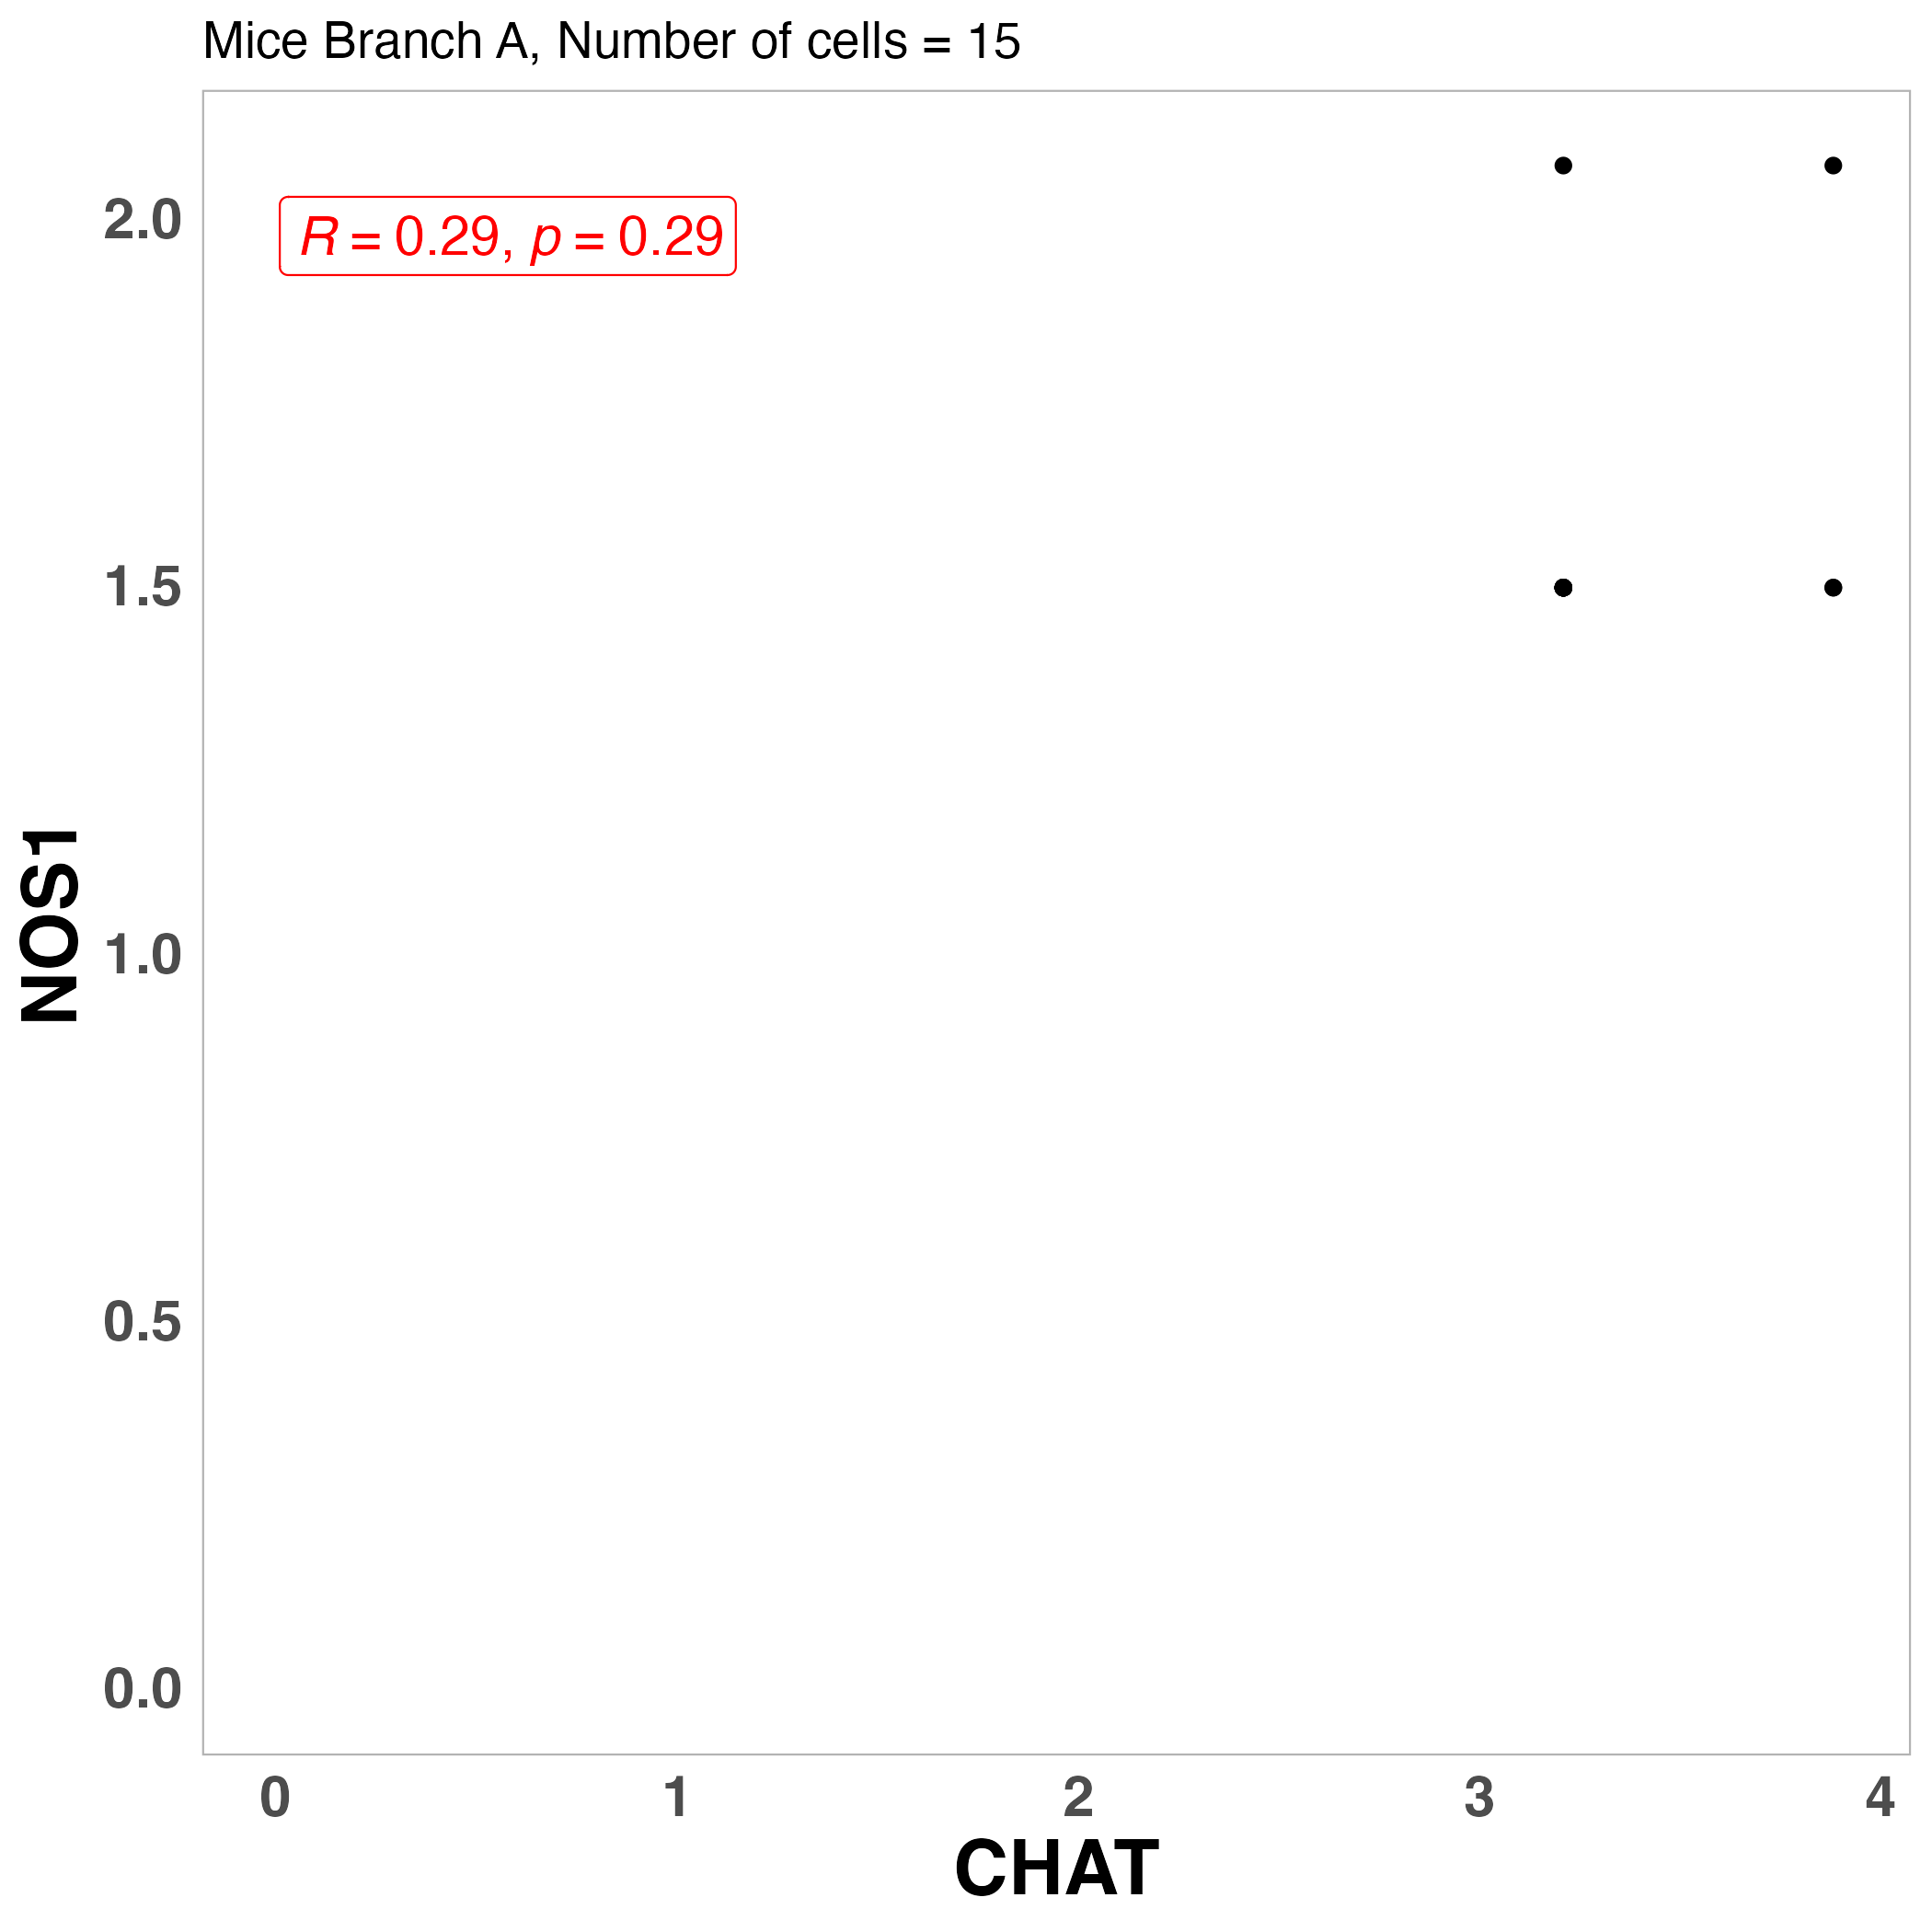 Mice Branch A, Number of cells = 15
R = 0.29, p = 0.29
2.0
1.5
1.0
0.5
0.0
NOS1
0 1 2 3 4
CHAT